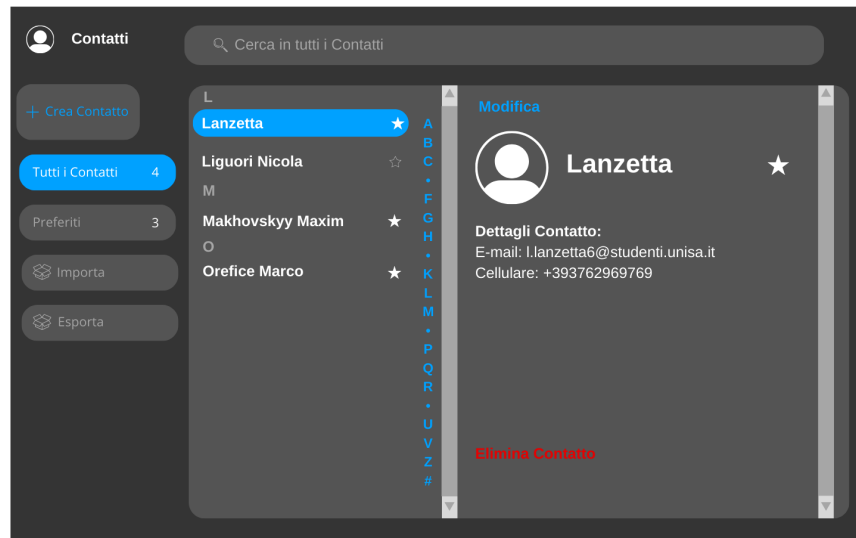 Contatti
Cerca in tutti i Contatti
+ Crea Contatto
Tutti i Contatti 4
Preferiti 3
Importa
Esporta
L
Lanzetta
Liguori Nicola
M
Makhovskyy Maxim
O
Orefice Marco
A
B
C
•
F
G
H
•
K
L
M
•
P
Q
R
•
U
V
Z
#
Modifica
Lanzetta
Dettagli Contatto:
E-mail: l.lanzetta6@studenti.unisa.it
Cellulare: +393762969769
Elimina Contatto